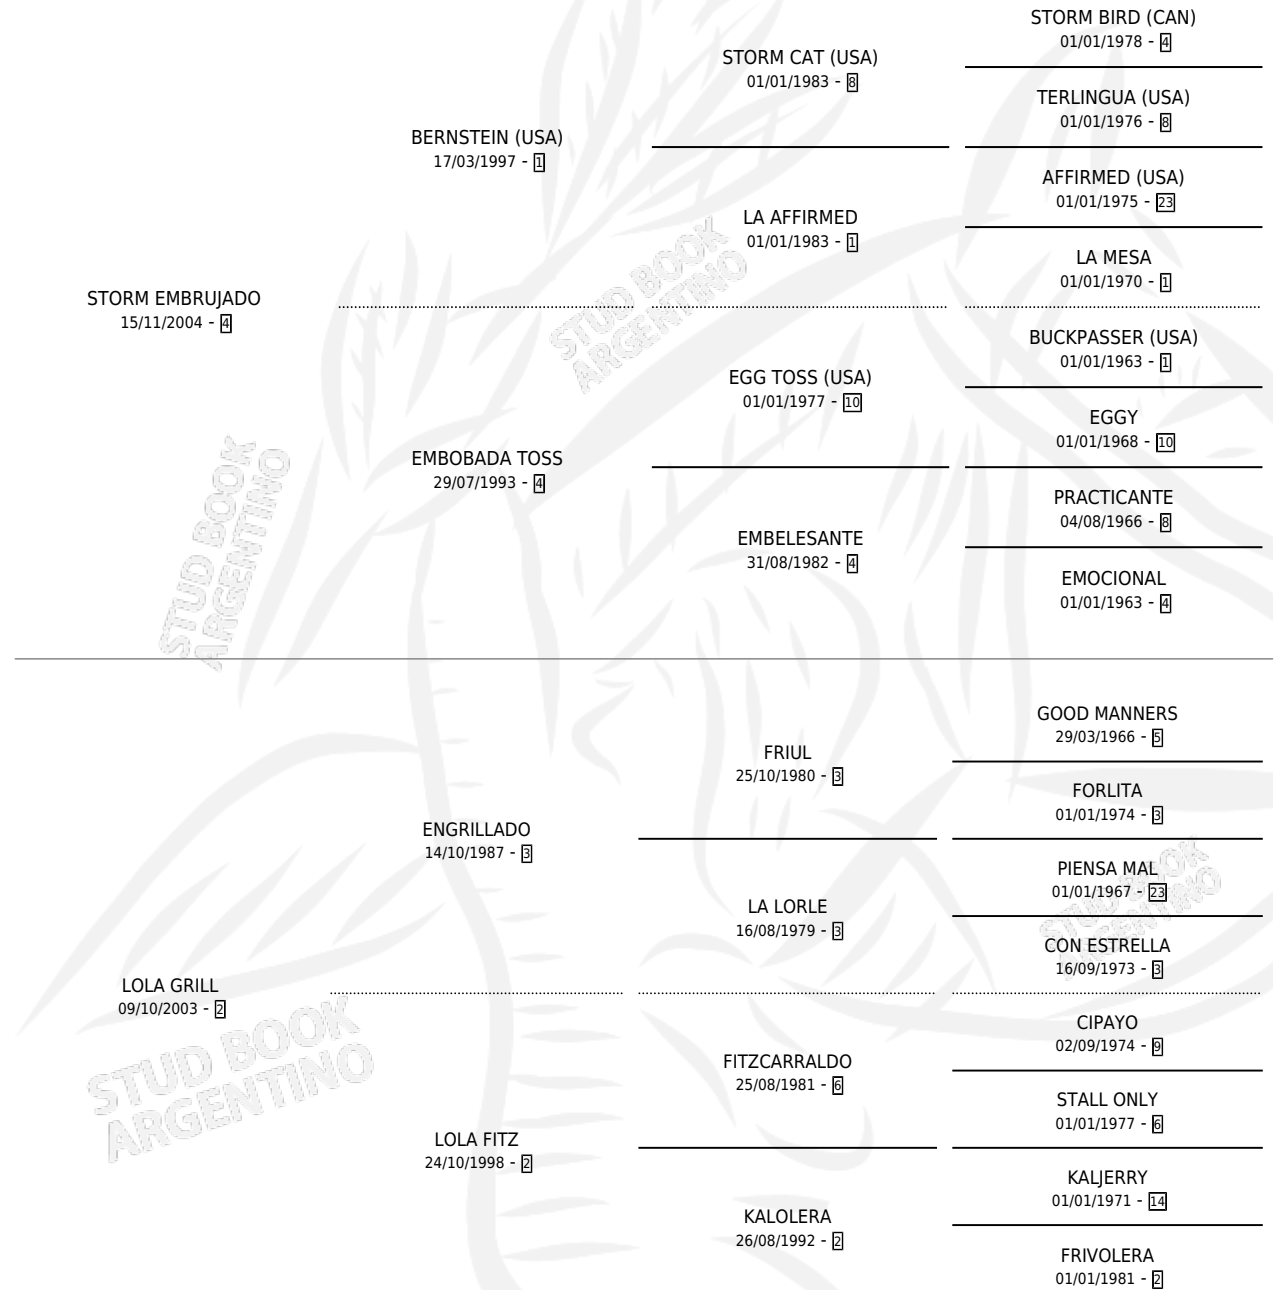 STORM BIRD (CAN)
01/01/1978 - 4
STORM CAT (USA)
01/01/1983 - 8
TERLINGUA (USA)
01/01/1976 - 8
BERNSTEIN (USA)
17/03/1997 - 1
AFFIRMED (USA)
01/01/1975 - 23
LA AFFIRMED
01/01/1983 - 1
LA MESA
01/01/1970 - 1
STORM EMBRUJADO
15/11/2004 - 4
BUCKPASSER (USA)
01/01/1963 - 1
EGG TOSS (USA)
01/01/1977 - 10
EGGY
01/01/1968 - 10
EMBOBADA TOSS
29/07/1993 - 4
PRACTICANTE
04/08/1966 - 8
EMBELESANTE
31/08/1982 - 4
EMOCIONAL
01/01/1963 - 4
GOOD MANNERS
29/03/1966 - 5
FRIUL
25/10/1980 - 3
FORLITA
01/01/1974 - 3
ENGRILLADO
14/10/1987 - 3
PIENSA MAL
01/01/1967 - 23
LA LORLE
16/08/1979 - 3
CON ESTRELLA
16/09/1973 - 3
LOLA GRILL
09/10/2003 - 2
CIPAYO
02/09/1974 - 9
FITZCARRALDO
25/08/1981 - 6
STALL ONLY
01/01/1977 - 6
LOLA FITZ
24/10/1998 - 2
KALJERRY
01/01/1971 - 14
KALOLERA
26/08/1992 - 2
FRIVOLERA
01/01/1981 - 2
STUD BOOK
ARGENTINO
STUD BOOK
ARGENTINO
STUD BOOK
ARGENTINO
STUD BOOK
ARGENTINO